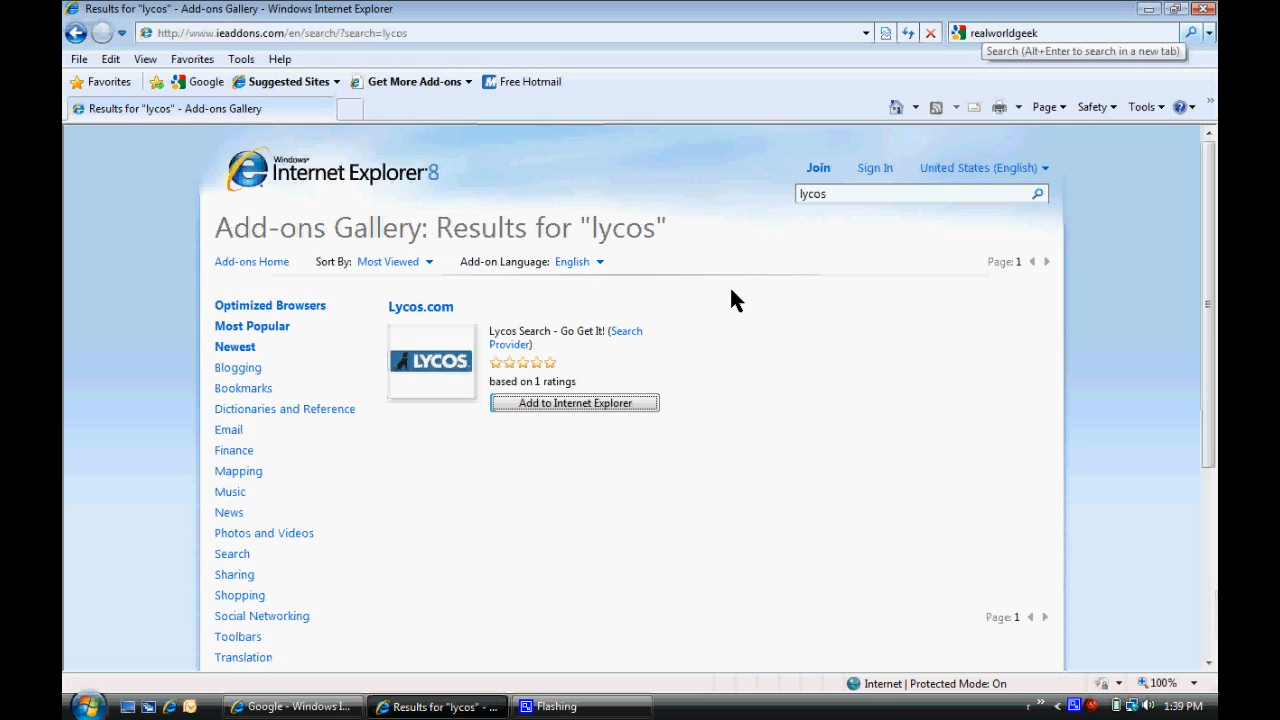 Results for "lycos" - Add-ons Gallery - Windows Internet Explorer
http://www.ieaddons.com/en/search/?search=lycos
realworldgeek
File Edit View Favorites Tools Help
Search (Alt+Enter to search in a new tab)
Favorites Google Suggested Sites Get More Add-ons Free Hotmail
Results for "lycos" - Add-ons Gallery
Page Safety Tools
Windows
Internet Explorer 8
Join Sign In United States (English)
lycos
Add-ons Gallery: Results for "lycos"
Add-ons Home Sort By: Most Viewed Add-on Language: English Page: 1
Optimized Browsers
Most Popular
Newest
Blogging
Bookmarks
Dictionaries and Reference
Email
Finance
Mapping
Music
News
Photos and Videos
Search
Sharing
Shopping
Social Networking
Toolbars
Translation
Lycos.com
LYCOS
Lycos Search - Go Get It! (Search
Provider)
based on 1 ratings
Add to Internet Explorer
Page: 1
Internet | Protected Mode: On
100%
Google - Windows I...
Results for "lycos" - ...
Flashing
1:39 PM